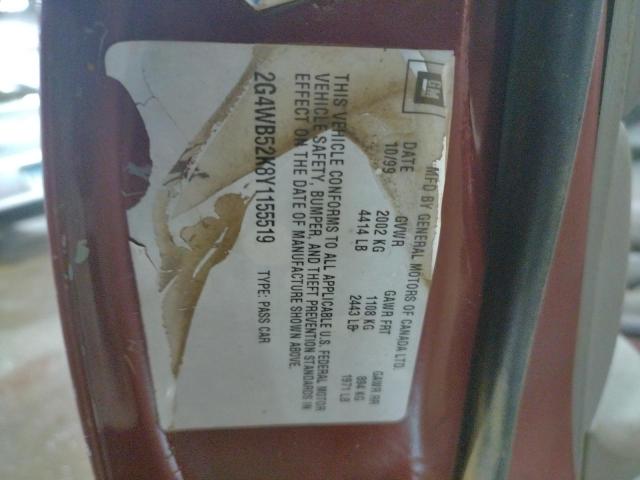 GM
MFD BY GENERAL MOTORS OF CANADA LTD.
DATE GVWR GAWR FRT GAWR RR
10/99 2002 KG 1108 KG 894 KG
4414 LB 2443 LB 1971 LB
THIS VEHICLE CONFORMS TO ALL APPLICABLE U.S. FEDERAL MOTOR
VEHICLE SAFETY, BUMPER, AND THEFT PREVENTION STANDARDS IN
EFFECT ON THE DATE OF MANUFACTURE SHOWN ABOVE.
2G4WB52K8Y1155519 TYPE: PASS CAR